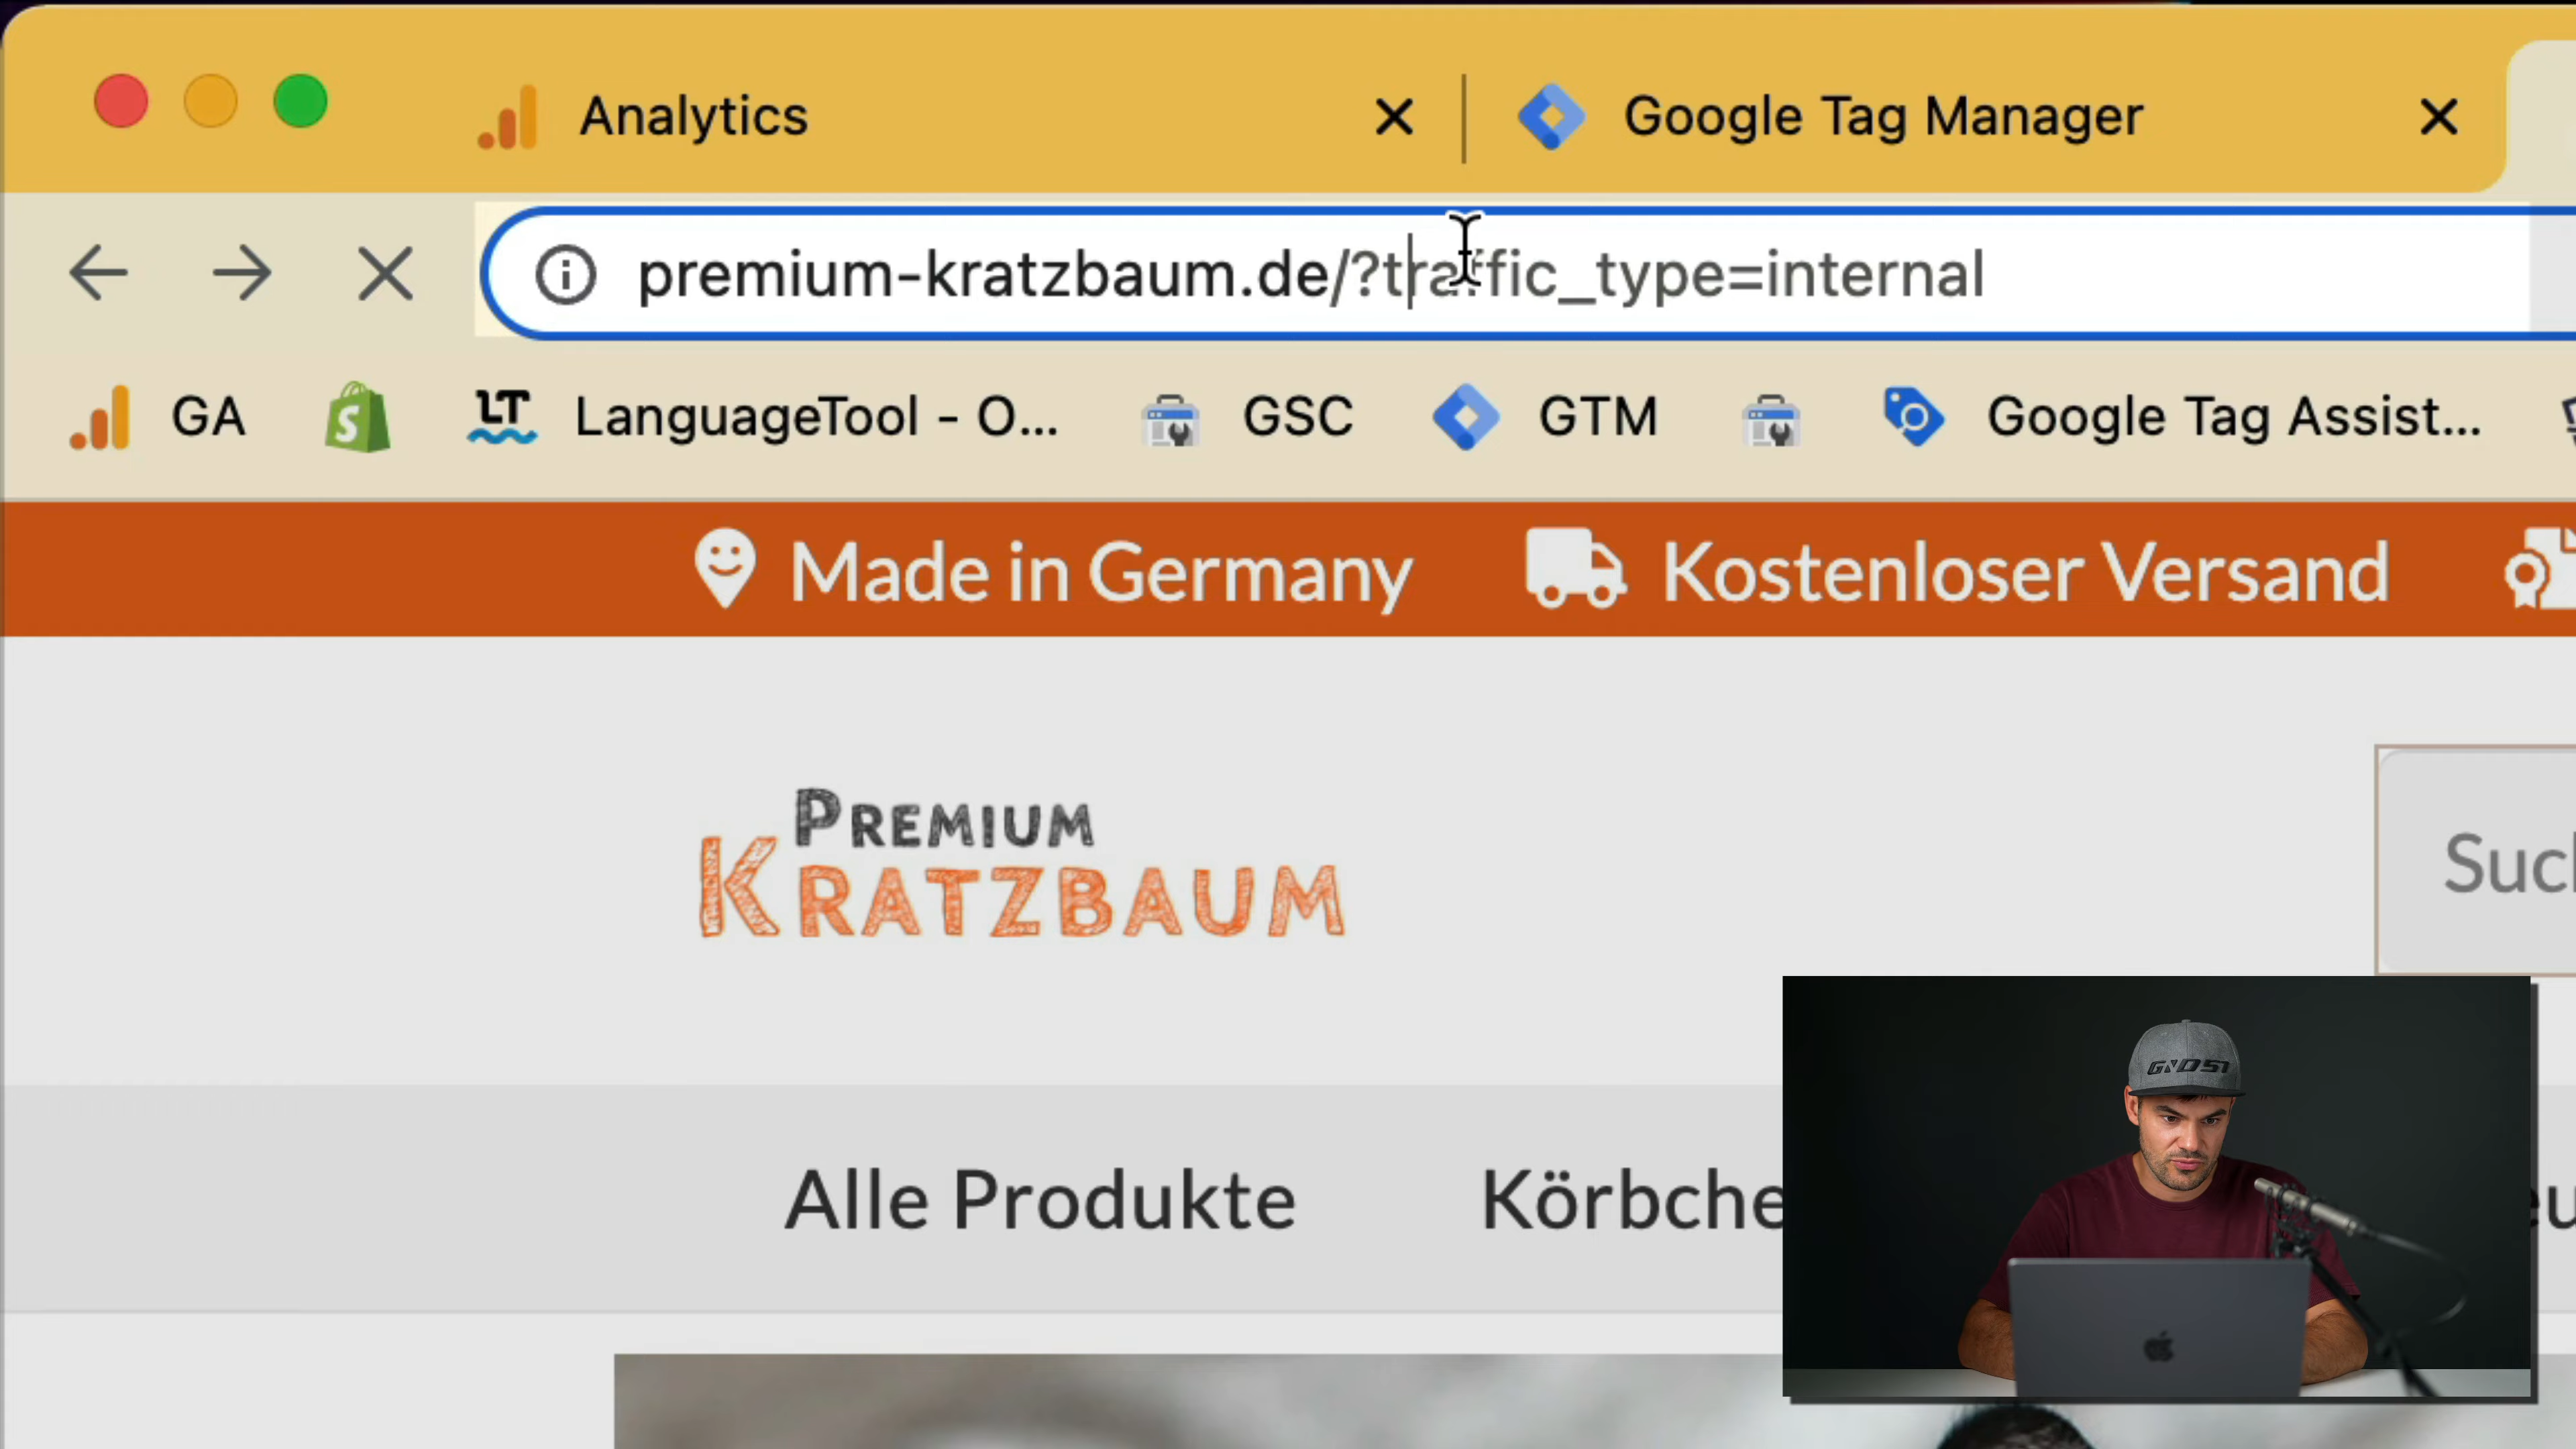 Analytics
Google Tag Manager
premium-kratzbaum.de/?traffic_type=internal
GA
LT
LanguageTool - O...
GSC
GTM
Google Tag Assist...
Made in Germany
Kostenloser Versand
PREMIUM
KRATZBAUM
Alle Produkte